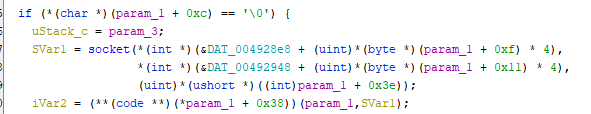 if (*(char *)(param_1 + 0xc) == '\0') {
uStack_c = param_3;
SVar1 = socket(*(int *)(&DAT_004928e8 + (uint)*(byte *)(param_1 + 0xf) * 4),
*(int *)(&DAT_00492948 + (uint)*(byte *)(param_1 + 0x11) * 4),
(uint)*(ushort *)((int)param_1 + 0x3e));
iVar2 = (**(code **)(*param_1 + 0x38))(param_1,SVar1);